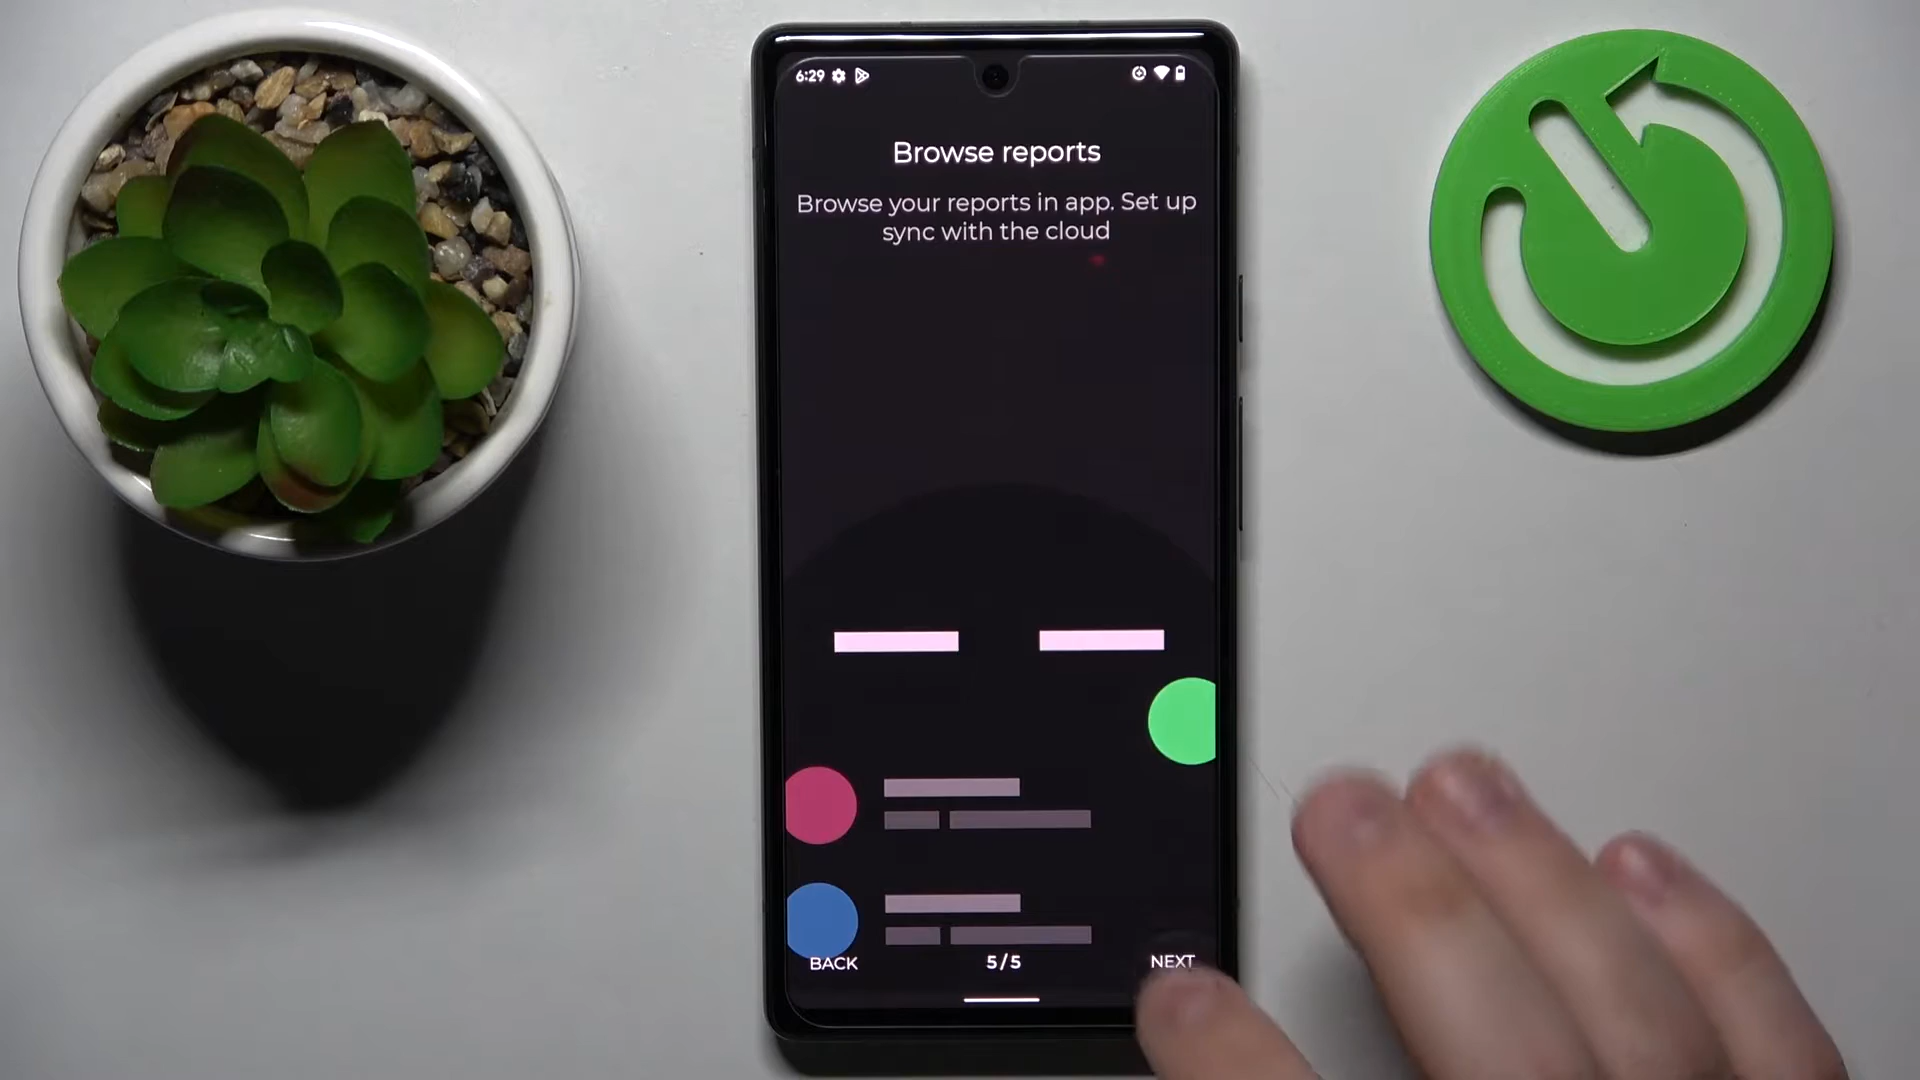 6:29
Browse reports
Browse your reports in app. Set up
sync with the cloud
BACK
5/5
NEXT